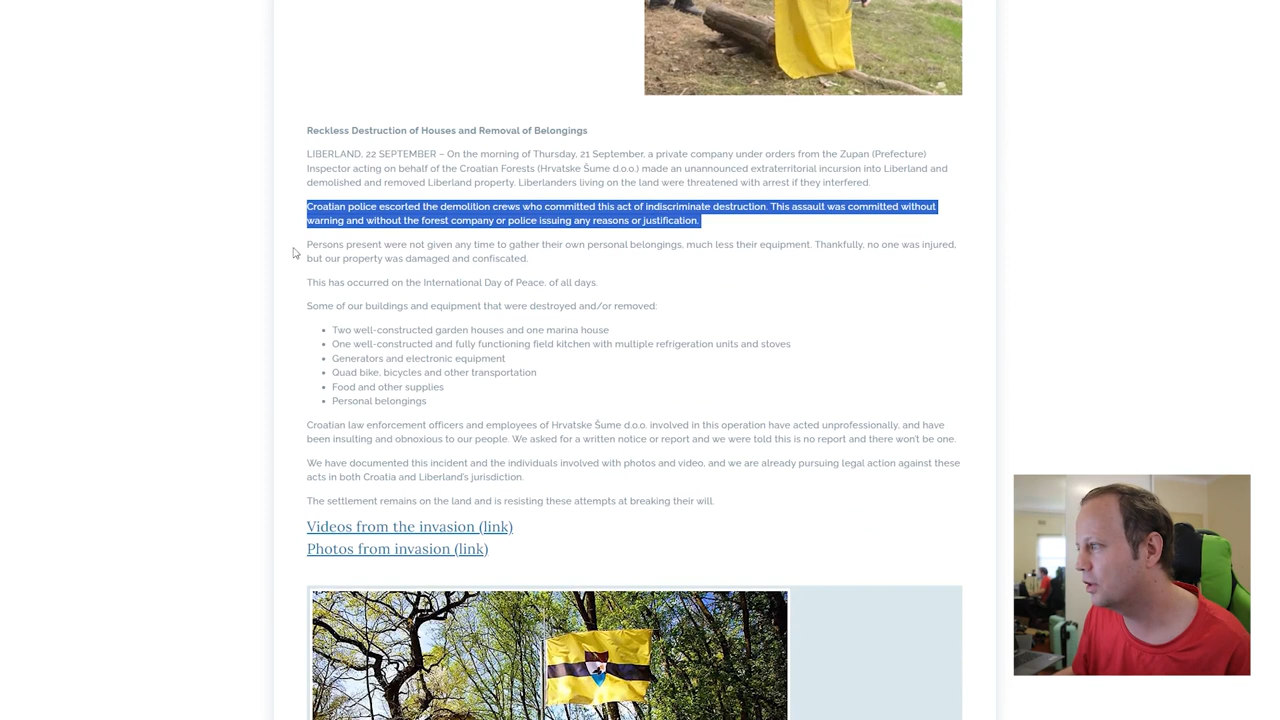 Reckless Destruction of Houses and Removal of Belongings
LIBERLAND, 22 SEPTEMBER – On the morning of Thursday, 21 September, a private company under orders from the Zupan (Prefecture)
Inspector acting on behalf of the Croatian Forests (Hrvatske Šume d.o.o.) made an unannounced extraterritorial incursion into Liberland and
demolished and removed Liberland property. Liberlanders living on the land were threatened with arrest if they interfered.
Croatian police escorted the demolition crews who committed this act of indiscriminate destruction. This assault was committed without
warning and without the forest company or police issuing any reasons or justification.
Persons present were not given any time to gather their own personal belongings, much less their equipment. Thankfully, no one was injured,
but our property was damaged and confiscated.
This has occurred on the International Day of Peace, of all days.
Some of our buildings and equipment that were destroyed and/or removed:
• Two well-constructed garden houses and one marina house
• One well-constructed and fully functioning field kitchen with multiple refrigeration units and stoves
• Generators and electronic equipment
• Quad bike, bicycles and other transportation
• Food and other supplies
• Personal belongings
Croatian law enforcement officers and employees of Hrvatske Šume d.o.o. involved in this operation have acted unprofessionally, and have
been insulting and obnoxious to our people. We asked for a written notice or report and we were told this is no report and there won't be one.
We have documented this incident and the individuals involved with photos and video, and we are already pursuing legal action against these
acts in both Croatia and Liberland's jurisdiction.
The settlement remains on the land and is resisting these attempts at breaking their will.
Videos from the invasion (link)
Photos from invasion (link)